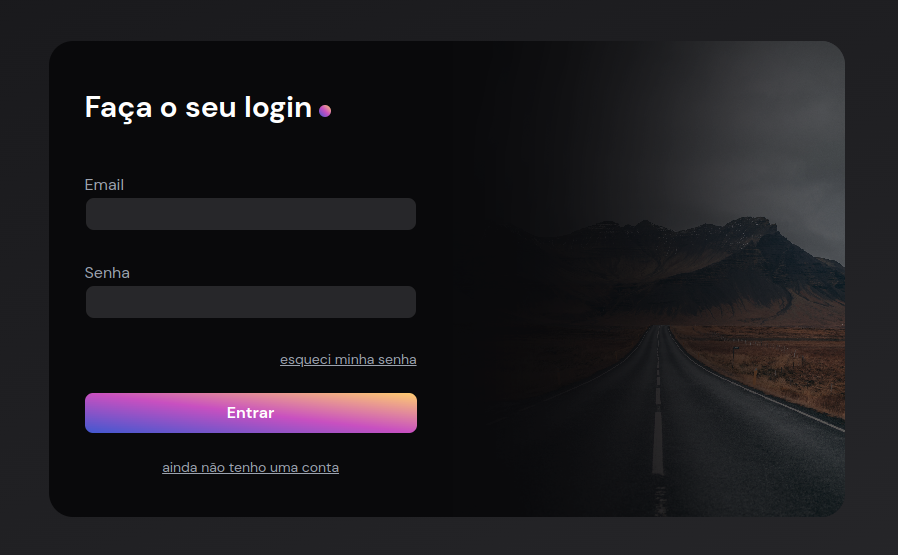 Faça o seu login
Email
Senha
esqueci minha senha
Entrar
ainda não tenho uma conta